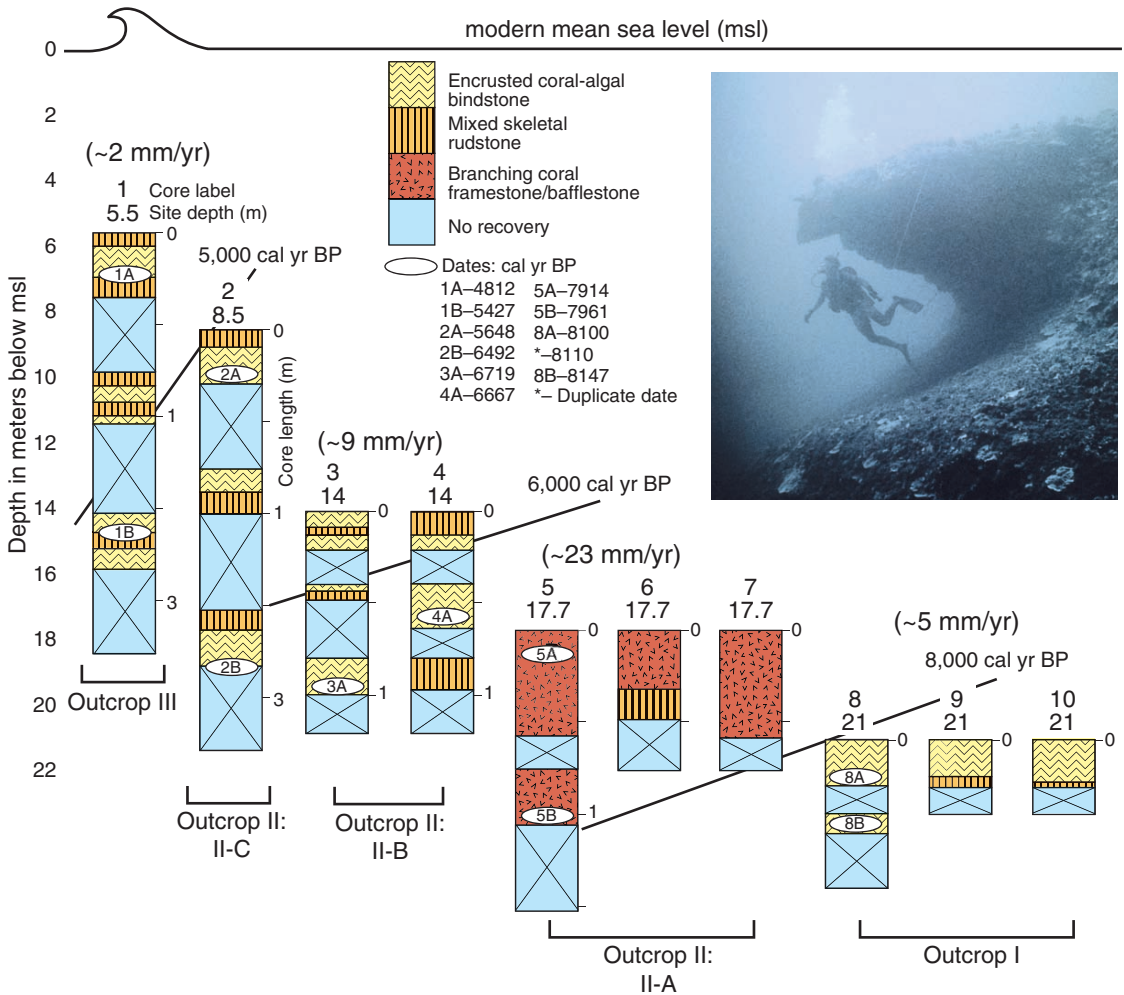 modern mean sea level (msl)
0
2
4
6
8
10
12
14
16
18
20
22
Depth in meters below msl
Encrusted coral-algal
bindstone
Mixed skeletal
rudstone
Branching coral
framestone/bafflestone
No recovery
Dates: cal yr BP
1A–4812 5A–7914
1B–5427 5B–7961
2A–5648 8A–8100
2B–6492 *–8110
3A–6719 8B–8147
4A–6667 *– Duplicate date
(~2 mm/yr)
1 Core label
5.5 Site depth (m)
0
1A
1
1B
3
Outcrop III
5,000 cal yr BP
2
8.5
0
2A
Core length (m)
1
2B
3
Outcrop II:
II-C
(~9 mm/yr)
3
14
0
3A
1
4
14
0
4A
1
Outcrop II:
II-B
6,000 cal yr BP
(~23 mm/yr)
5
17.7
0
5A
5B
1
6
17.7
0
7
17.7
0
Outcrop II:
II-A
(~5 mm/yr)
8,000 cal yr BP
8
21
0
8A
8B
9
21
0
10
21
0
Outcrop I